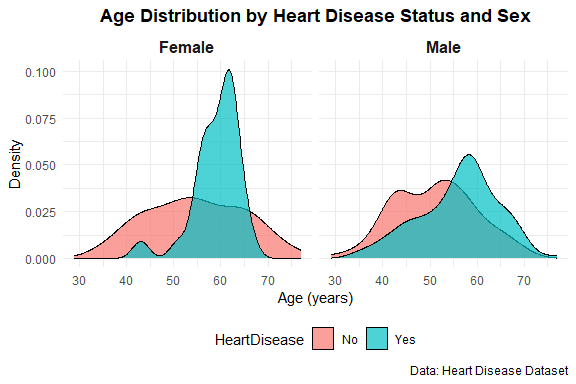 Age Distribution by Heart Disease Status and Sex
Female Male
0.100
0.075
0.050
0.025
0.000
Density
30 40 50 60 70 30 40 50 60 70
Age (years)
HeartDisease No Yes
Data: Heart Disease Dataset